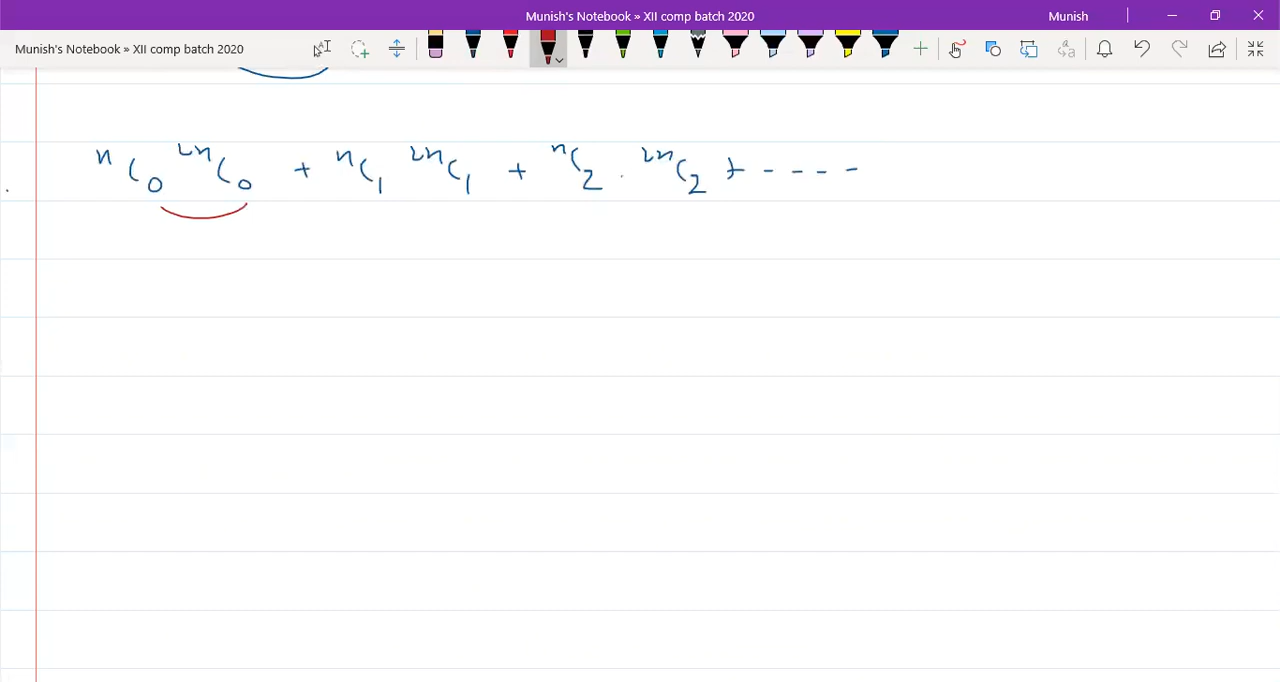 Munish's Notebook » XII comp batch 2020
Munish
Munish's Notebook » XII comp batch 2020
ⁿC₀ ²ⁿC₀ + ⁿC₁ ²ⁿC₁ + ⁿC₂ . ²ⁿC₂ + - - - -